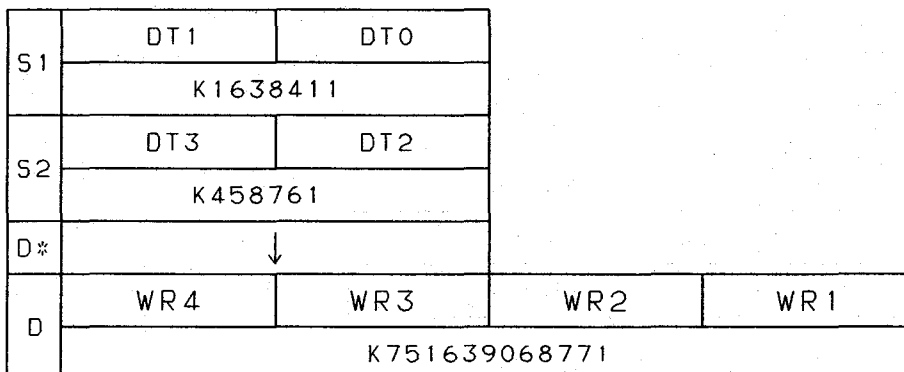 S1 DT1 DT0
K1638411
S2 DT3 DT2
K458761
D* ↓
D WR4 WR3 WR2 WR1
K751639068771